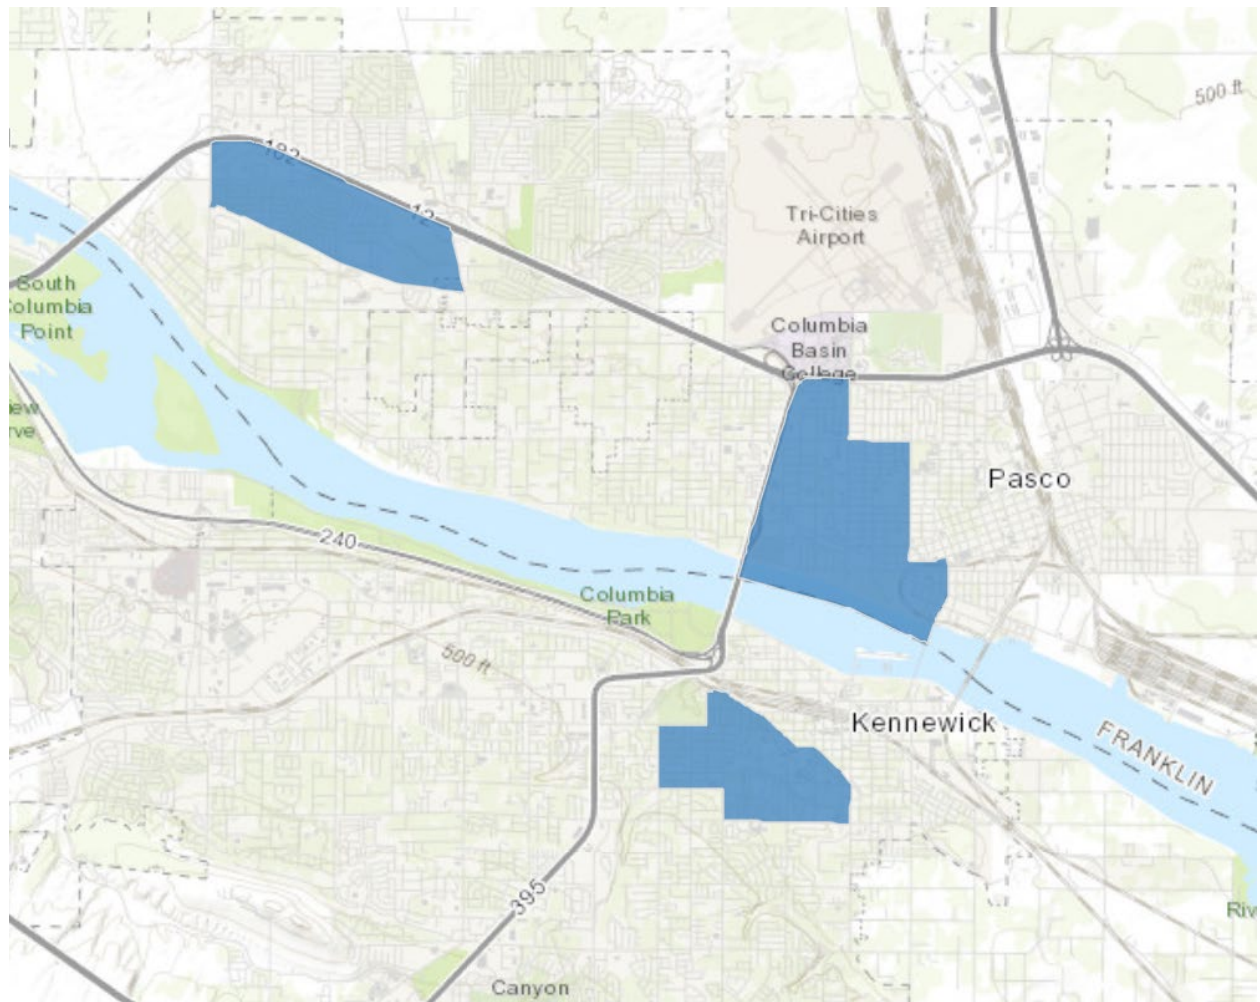 500 ft
182
12
Tri-Cities
Airport
South
Columbia
Point
Columbia
Basin
College
Pasco
240
Columbia
Park
500 ft
Kennewick
FRANKLIN
395
Canyon